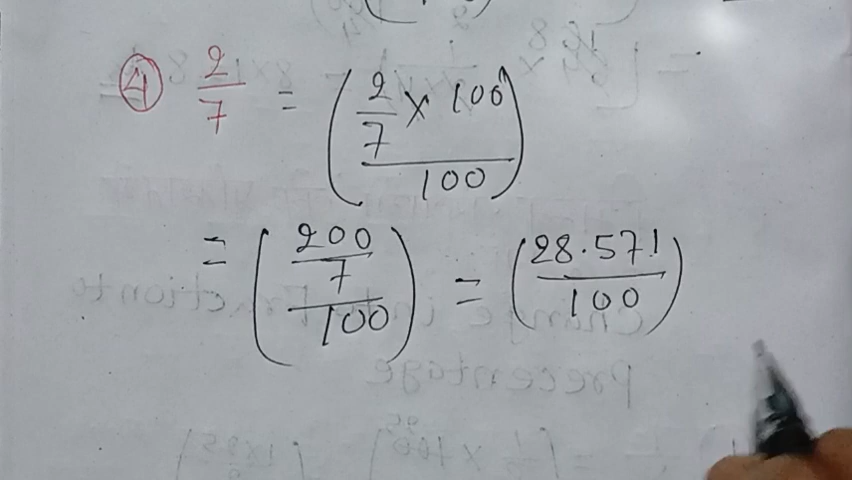 ④ 2/7 = ( (2/7 × 100) / 100 )
= ( (200/7) / 100 ) = ( 28.571 / 100 )